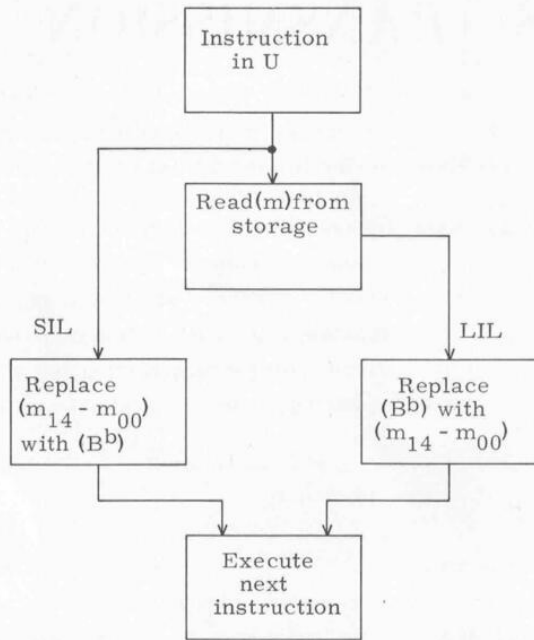 Instruction
in U
Read(m)from
storage
SIL
LIL
Replace
(m14 - m00)
with (Bb)
Replace
(Bb) with
(m14 - m00)
Execute
next
instruction